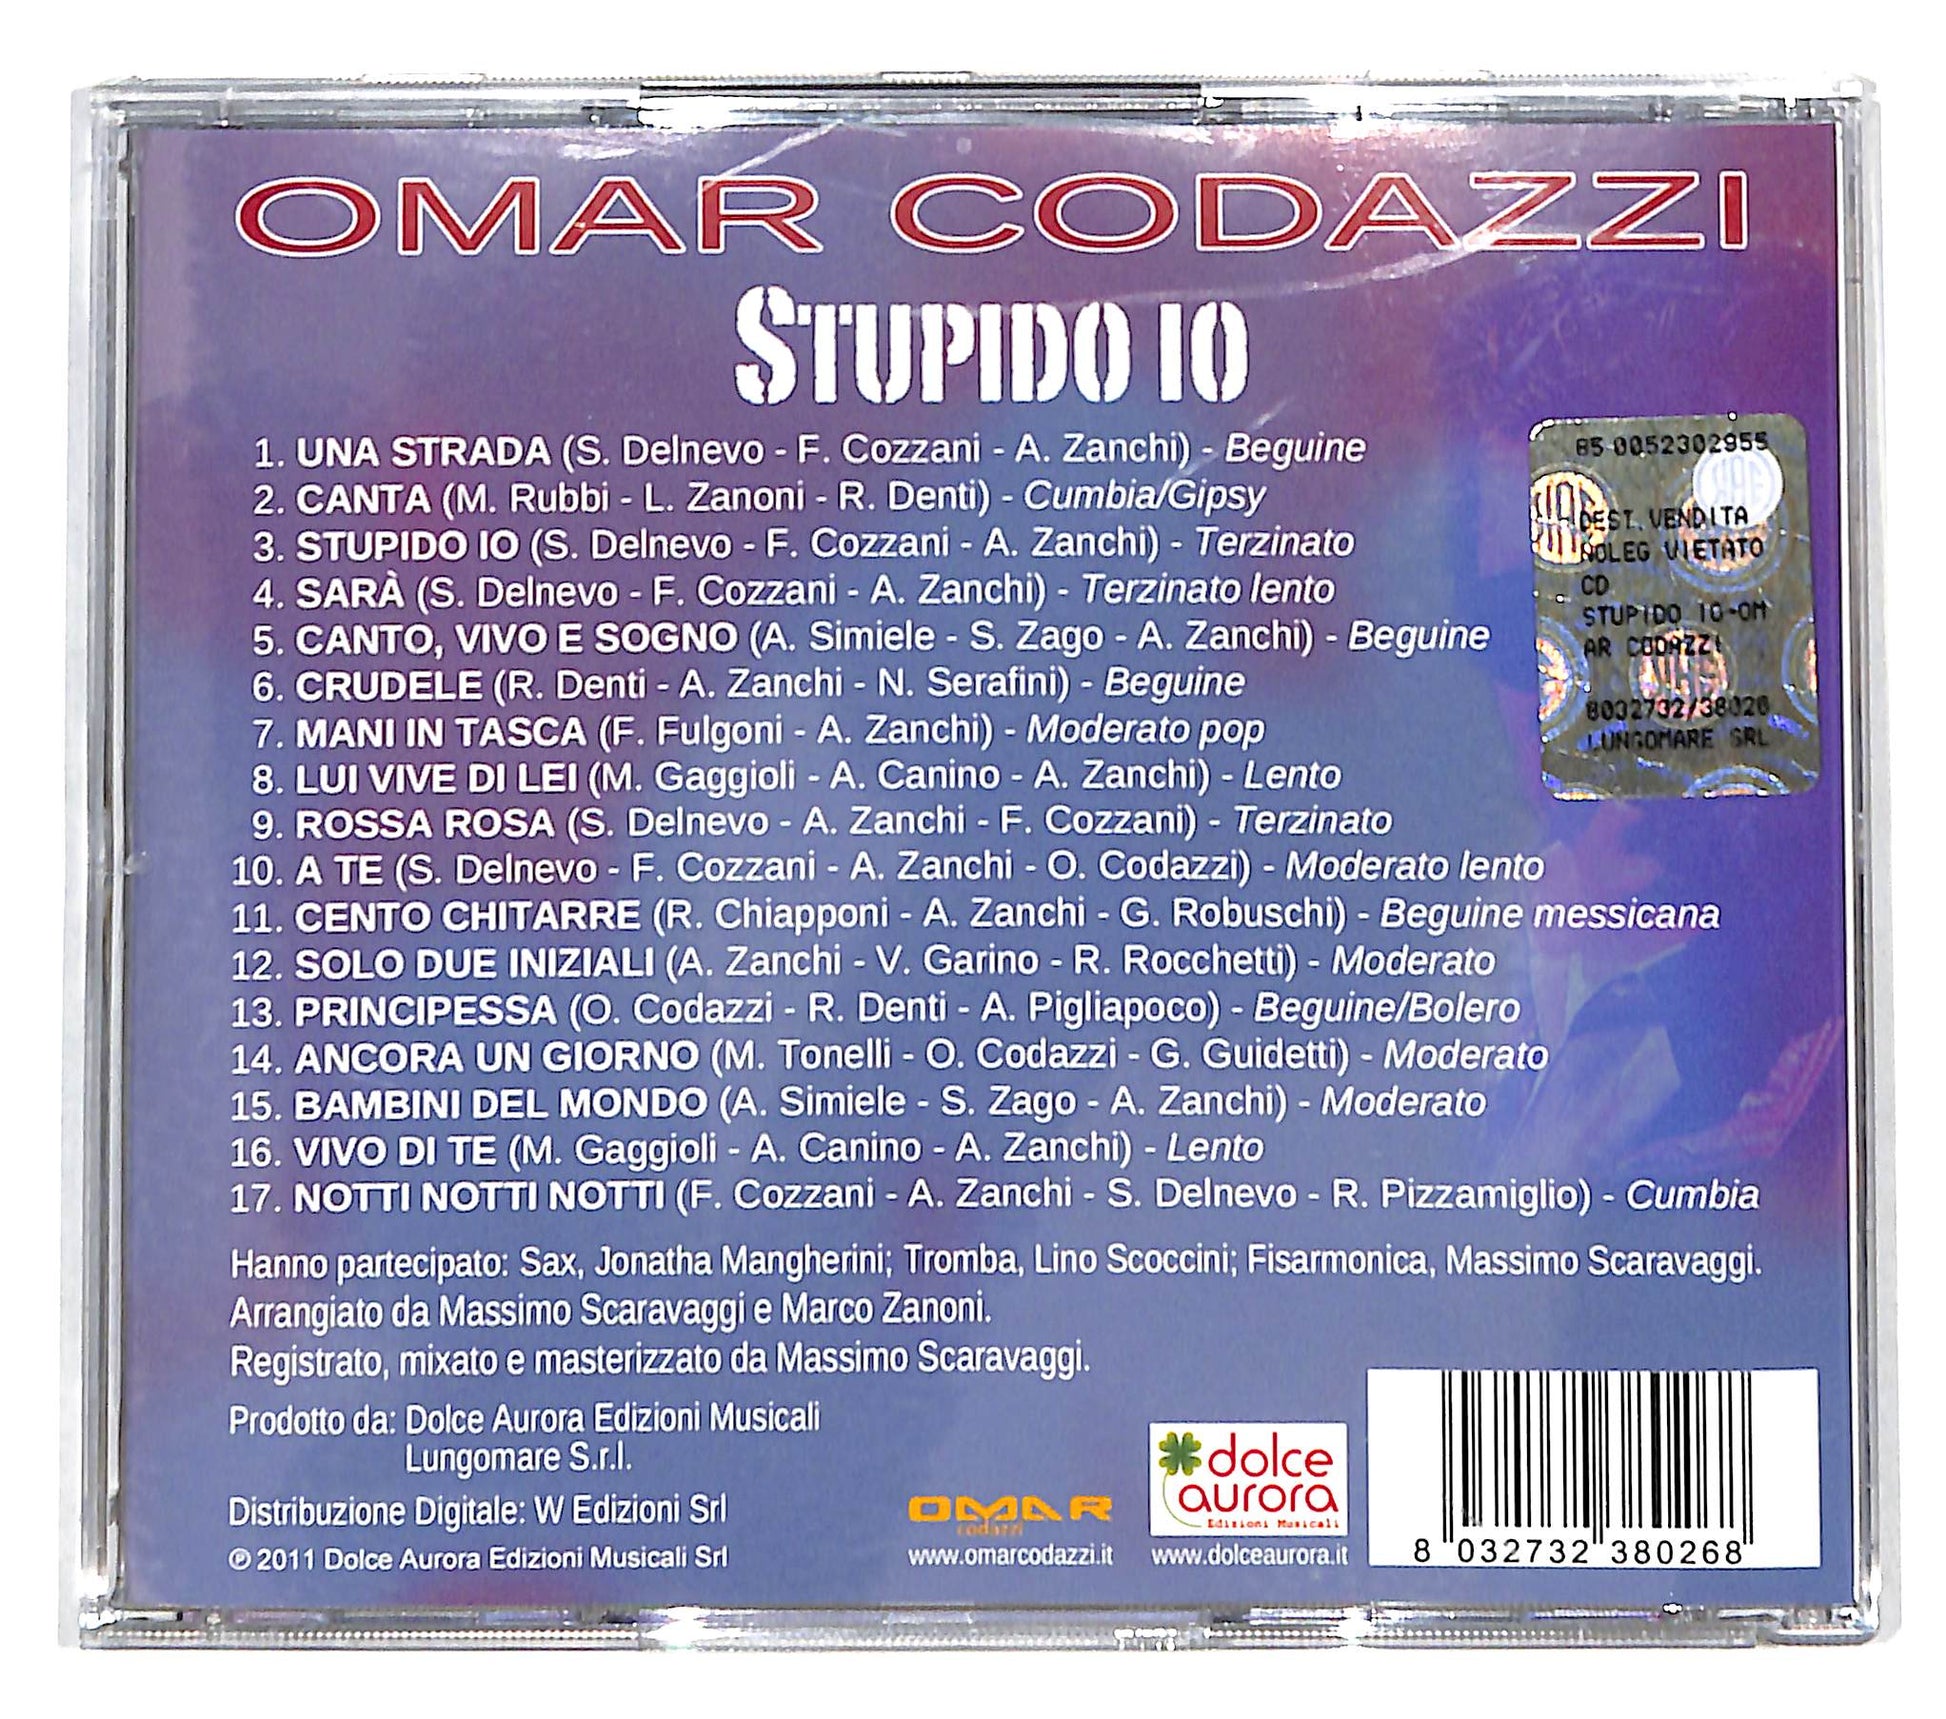 OMAR CODAZZI
STUPIDO IO
1. UNA STRADA (S. Delnevo - F. Cozzani - A. Zanchi) - Beguine
2. CANTA (M. Rubbi - L. Zanoni - R. Denti) - Cumbia/Gipsy
3. STUPIDO IO (S. Delnevo - F. Cozzani - A. Zanchi) - Terzinato
4. SARÀ (S. Delnevo - F. Cozzani - A. Zanchi) - Terzinato lento
5. CANTO, VIVO E SOGNO (A. Simiele - S. Zago - A. Zanchi) - Beguine
6. CRUDELE (R. Denti - A. Zanchi - N. Serafini) - Beguine
7. MANI IN TASCA (F. Fulgoni - A. Zanchi) - Moderato pop
8. LUI VIVE DI LEI (M. Gaggioli - A. Canino - A. Zanchi) - Lento
9. ROSSA ROSA (S. Delnevo - A. Zanchi - F. Cozzani) - Terzinato
10. A TE (S. Delnevo - F. Cozzani - A. Zanchi - O. Codazzi) - Moderato lento
11. CENTO CHITARRE (R. Chiapponi - A. Zanchi - G. Robuschi) - Beguine messicana
12. SOLO DUE INIZIALI (A. Zanchi - V. Garino - R. Rocchetti) - Moderato
13. PRINCIPESSA (O. Codazzi - R. Denti - A. Pigliapoco) - Beguine/Bolero
14. ANCORA UN GIORNO (M. Tonelli - O. Codazzi - G. Guidetti) - Moderato
15. BAMBINI DEL MONDO (A. Simiele - S. Zago - A. Zanchi) - Moderato
16. VIVO DI TE (M. Gaggioli - A. Canino - A. Zanchi) - Lento
17. NOTTI NOTTI NOTTI (F. Cozzani - A. Zanchi - S. Delnevo - R. Pizzamiglio) - Cumbia
Hanno partecipato: Sax, Jonatha Mangherini; Tromba, Lino Scoccini; Fisarmonica, Massimo Scaravaggi.
Arrangiato da Massimo Scaravaggi e Marco Zanoni.
Registrato, mixato e masterizzato da Massimo Scaravaggi.
Prodotto da: Dolce Aurora Edizioni Musicali
Lungomare S.r.l.
Distribuzione Digitale: W Edizioni Srl
℗ 2011 Dolce Aurora Edizioni Musicali Srl
OMAR
codazzi
www.omarcodazzi.it
dolce
aurora
Edizioni Musicali
www.dolceaurora.it
8 032732 380268
85-0052302955
DEST.VENDITA
NOLEG VIETATO
CD
STUPIDO IO-OM
AR CODAZZI
8032732/38026
LUNGOMARE SRL